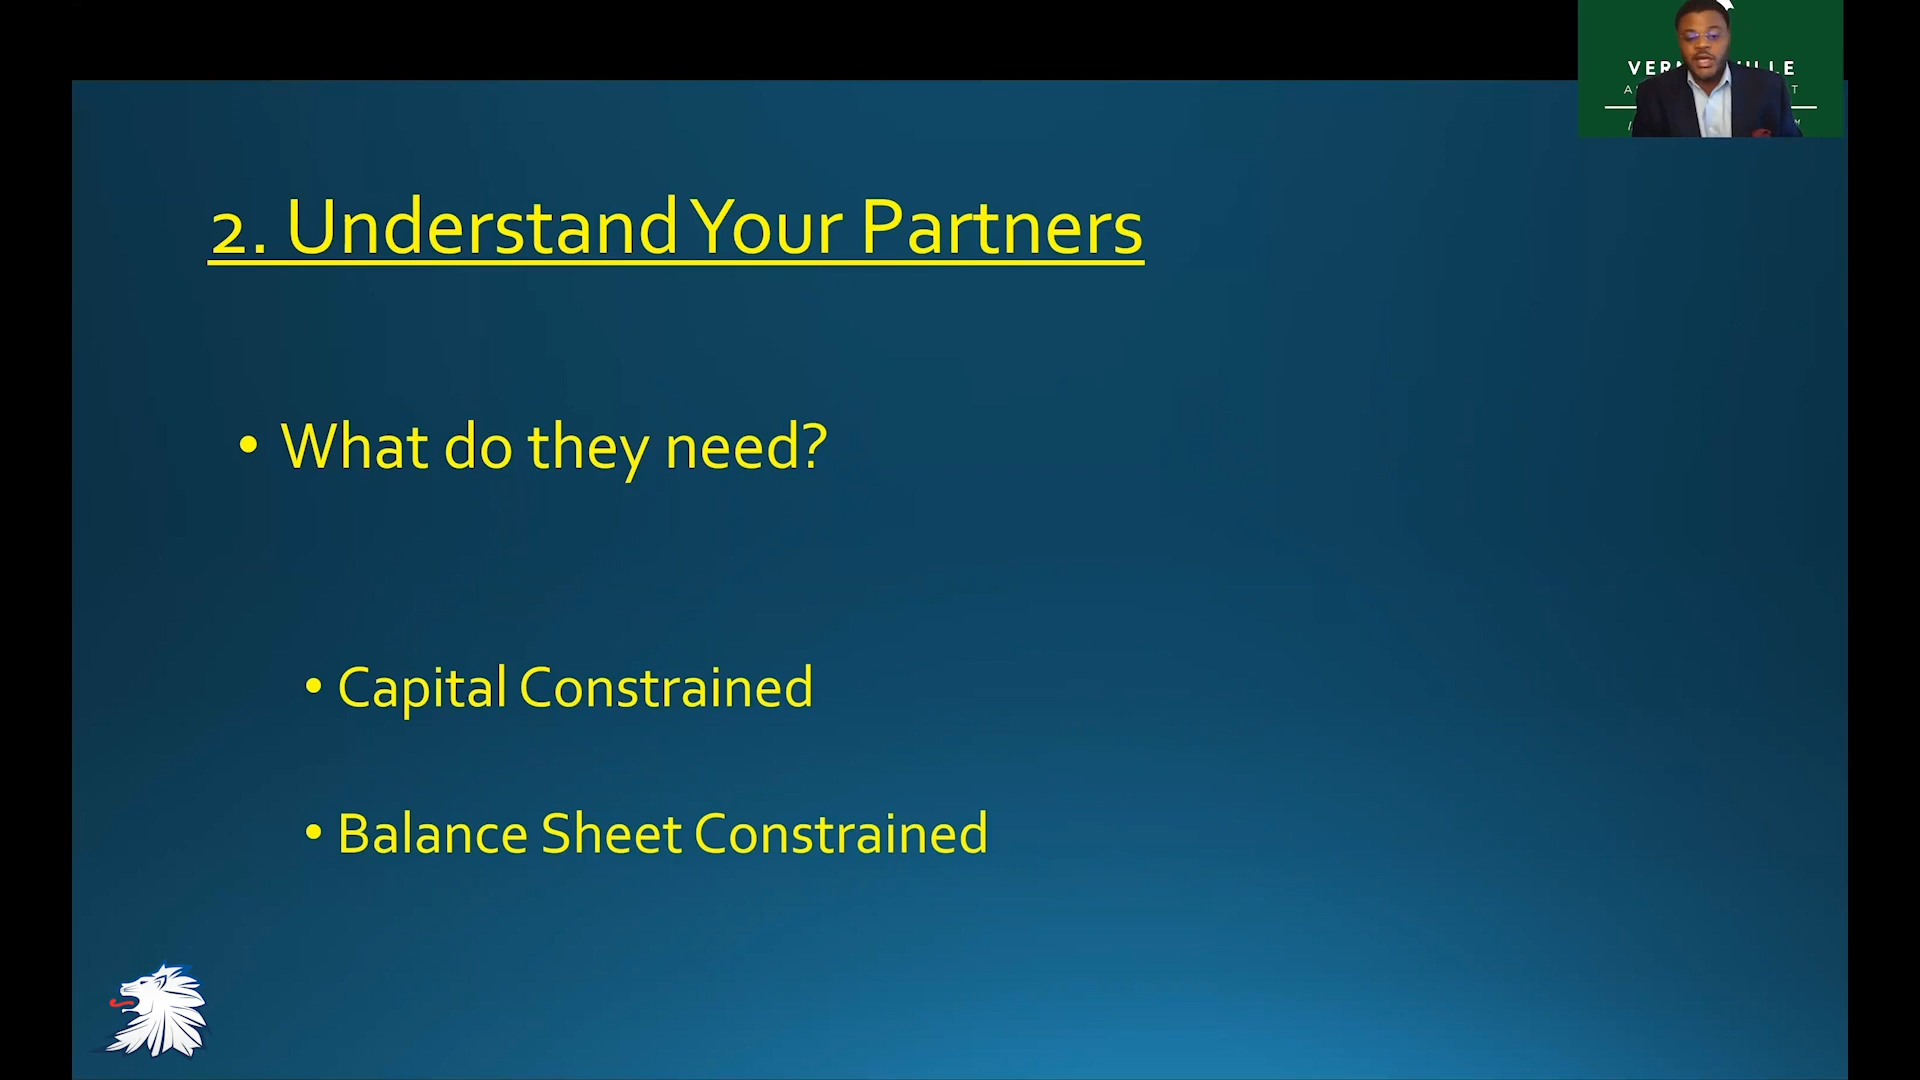 2. Understand Your Partners
• What do they need?
• Capital Constrained
• Balance Sheet Constrained